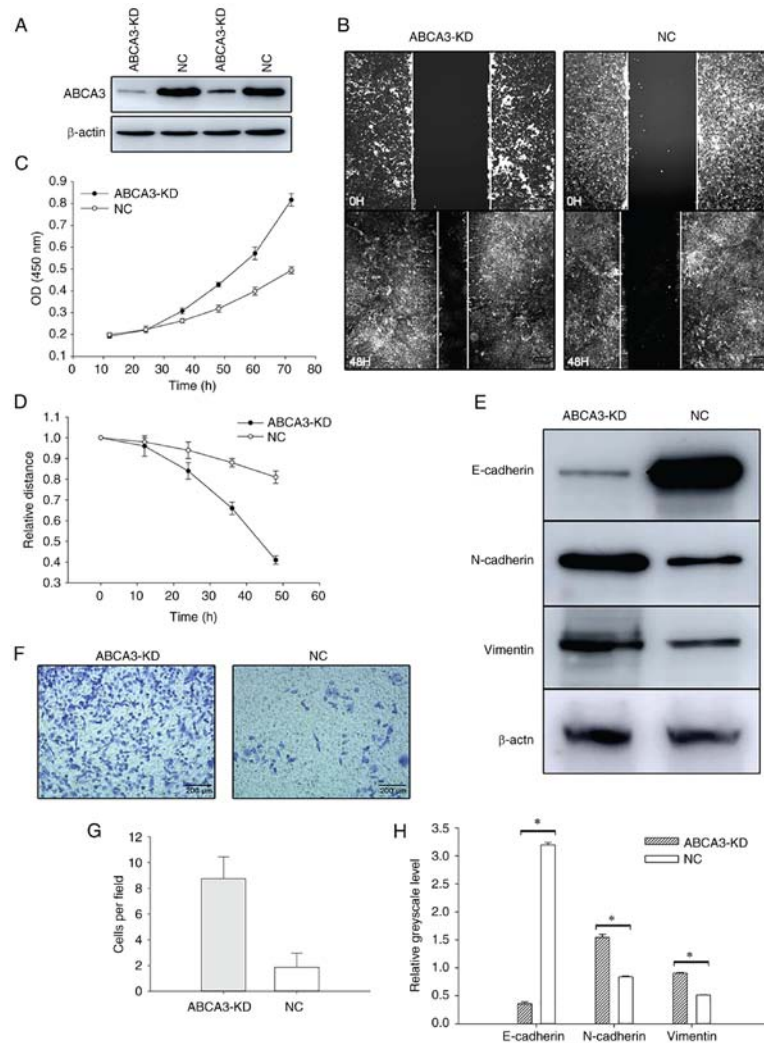 A
ABCA3-KD
NC
ABCA3-KD
NC
ABCA3
β-actin
B
ABCA3-KD NC
0H 0H
48H 48H
C
ABCA3-KD
NC
0.9
0.8
0.7
0.6
0.5
0.4
0.3
0.2
0.1
OD (450 nm)
0 10 20 30 40 50 60 70 80
Time (h)
D
ABCA3-KD
NC
1.1
1.0
0.9
0.8
0.7
0.6
0.5
0.4
0.3
Relative distance
0 10 20 30 40 50 60
Time (h)
E
ABCA3-KD NC
E-cadherin
N-cadherin
Vimentin
β-actn
F
ABCA3-KD NC
200 µm 200 µm
G
12
10
8
6
4
2
0
Cells per field
ABCA3-KD NC
H
ABCA3-KD
NC
3.5
3.0
2.5
2.0
1.5
1.0
0.5
0.0
Relative greyscale level
* * *
E-cadherin N-cadherin Vimentin